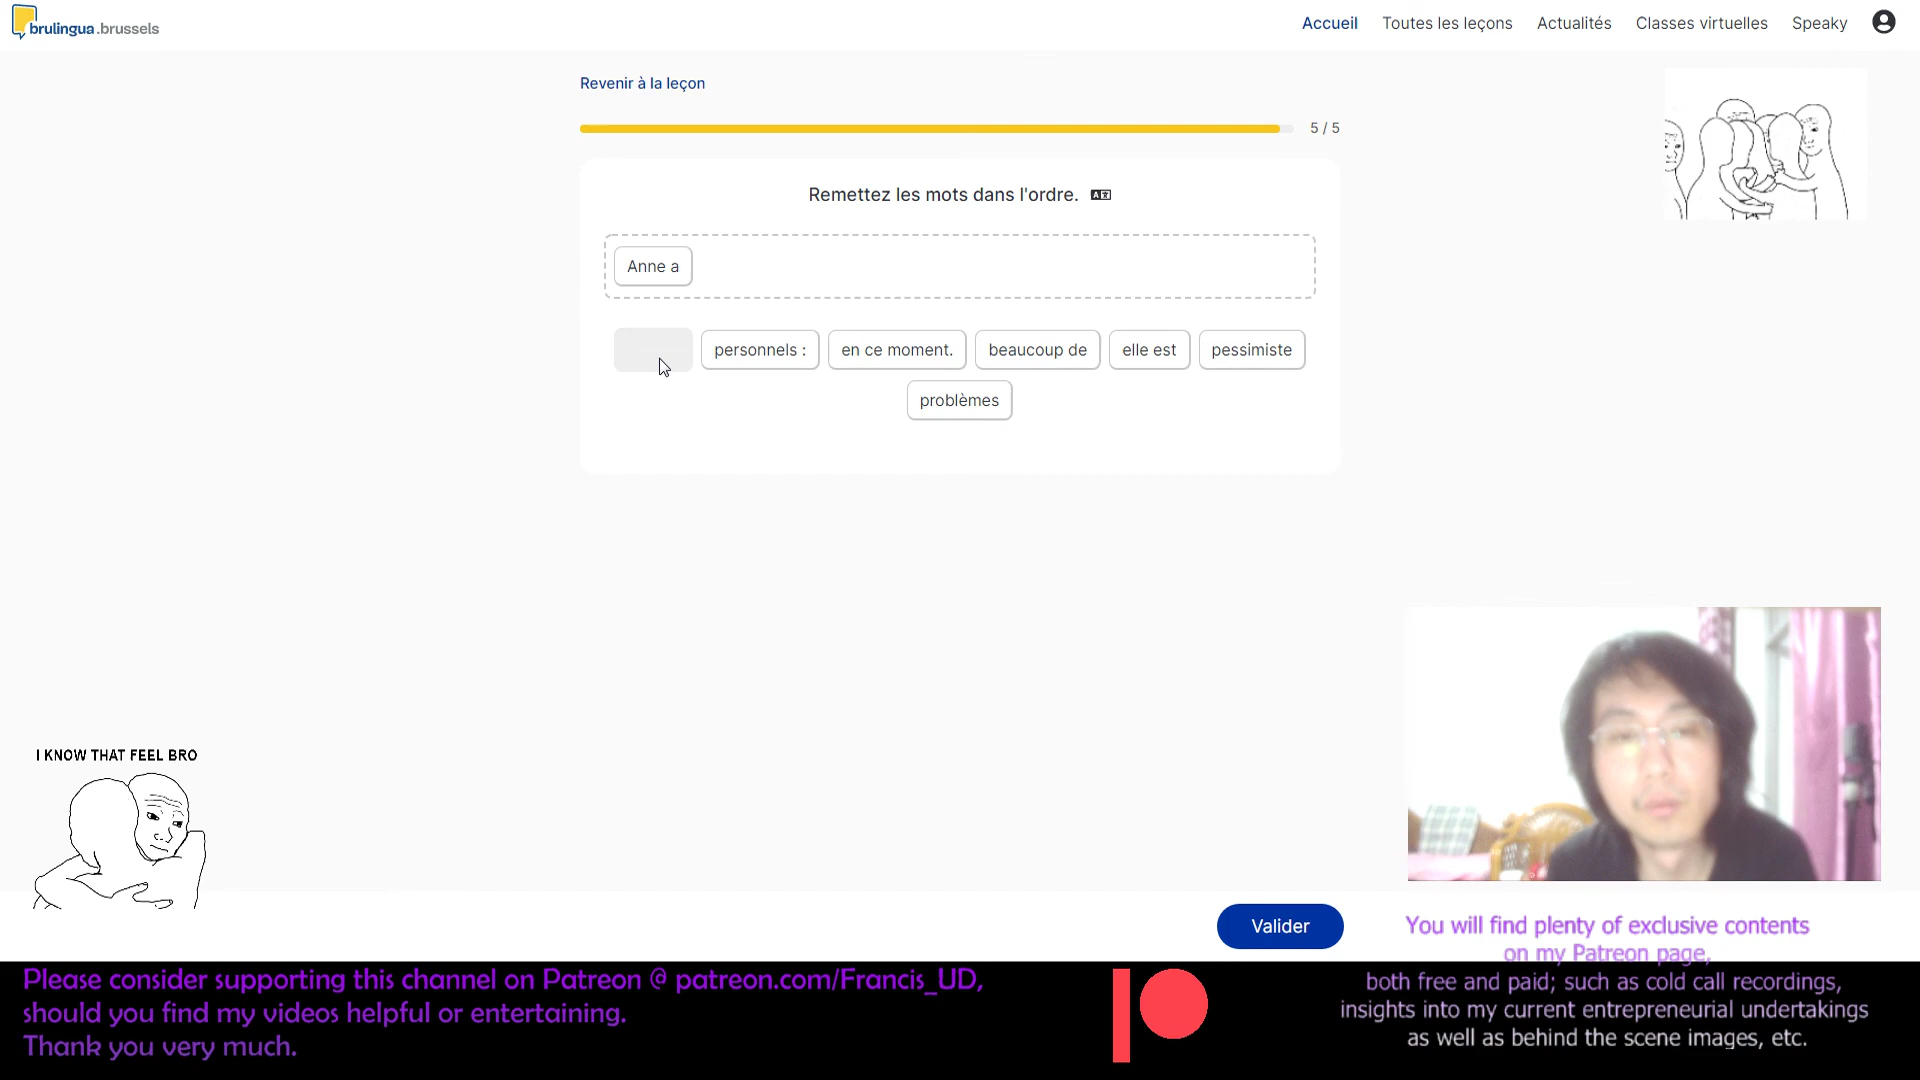 brulingua.brussels
Accueil
Toutes les leçons
Actualités
Classes virtuelles
Speaky
Revenir à la leçon
5 / 5
Remettez les mots dans l'ordre.
Anne a
personnels :
en ce moment.
beaucoup de
elle est
pessimiste
problèmes
I KNOW THAT FEEL BRO
Valider
You will find plenty of exclusive contents
on my Patreon page,
both free and paid; such as cold call recordings,
insights into my current entrepreneurial undertakings
as well as behind the scene images, etc.
Please consider supporting this channel on Patreon @ patreon.com/Francis_UD,
should you find my videos helpful or entertaining.
Thank you very much.